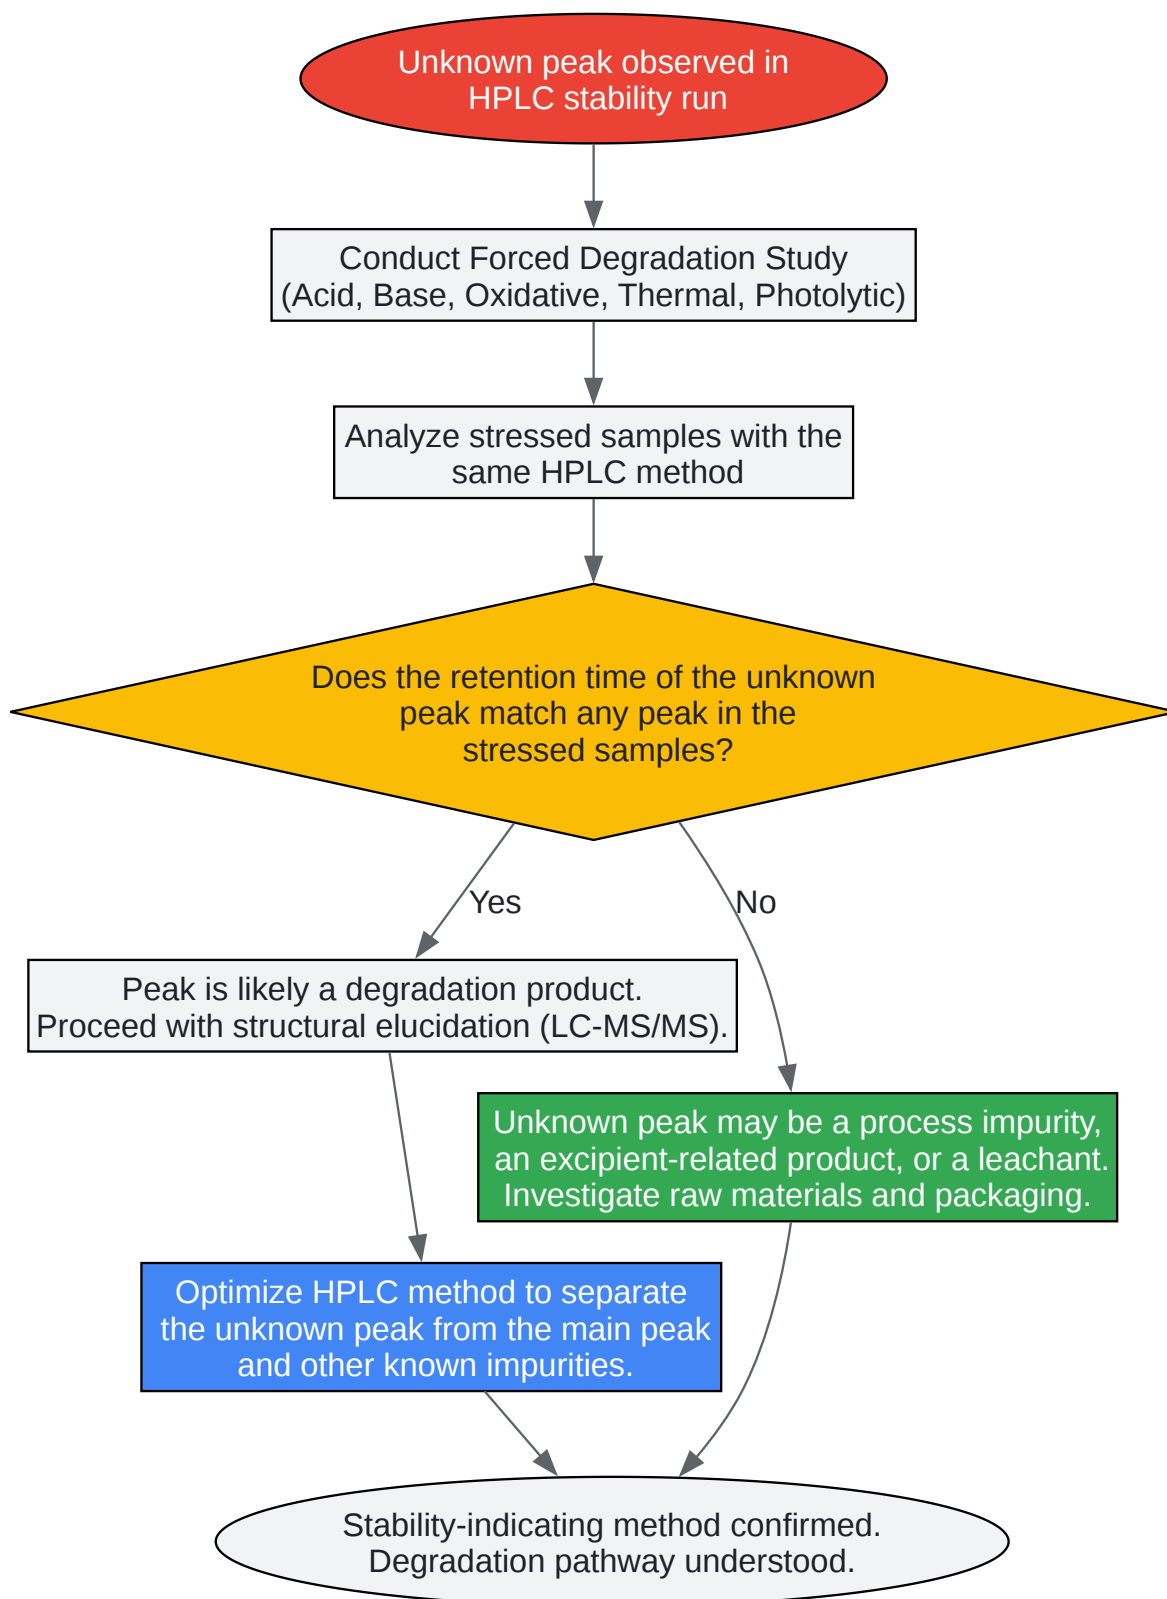 Unknown peak observed in
HPLC stability run
Conduct Forced Degradation Study
(Acid, Base, Oxidative, Thermal, Photolytic)
Analyze stressed samples with the
same HPLC method
Does the retention time of the unknown
peak match any peak in the
stressed samples?
Yes
No
Peak is likely a degradation product.
Proceed with structural elucidation (LC-MS/MS).
Unknown peak may be a process impurity,
an excipient-related product, or a leachant.
Investigate raw materials and packaging.
Optimize HPLC method to separate
the unknown peak from the main peak
and other known impurities.
Stability-indicating method confirmed.
Degradation pathway understood.